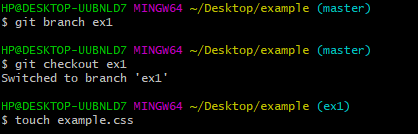 HP@DESKTOP-UUBNLD7 MINGW64 ~/Desktop/example (master)
$ git branch ex1
HP@DESKTOP-UUBNLD7 MINGW64 ~/Desktop/example (master)
$ git checkout ex1
Switched to branch 'ex1'
HP@DESKTOP-UUBNLD7 MINGW64 ~/Desktop/example (ex1)
$ touch example.css